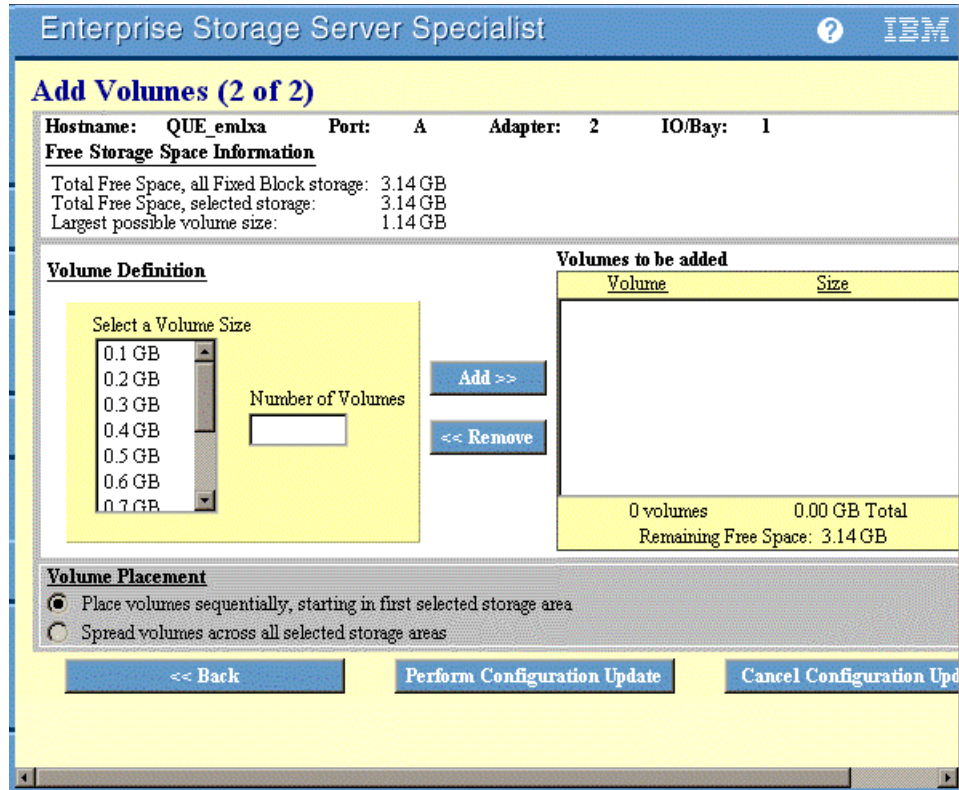 Enterprise Storage Server Specialist ? IBM
Add Volumes (2 of 2)
Hostname: QUE_emlxa Port: A Adapter: 2 IO/Bay: 1
Free Storage Space Information
Total Free Space, all Fixed Block storage: 3.14 GB
Total Free Space, selected storage: 3.14 GB
Largest possible volume size: 1.14 GB
Volume Definition
Volumes to be added
Volume Size
Select a Volume Size
0.1 GB
0.2 GB
0.3 GB
0.4 GB
0.5 GB
0.6 GB
0.7 GB
Number of Volumes
Add >>
<< Remove
0 volumes 0.00 GB Total
Remaining Free Space: 3.14 GB
Volume Placement
Place volumes sequentially, starting in first selected storage area
Spread volumes across all selected storage areas
<< Back Perform Configuration Update Cancel Configuration Upd